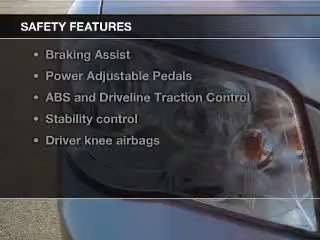 SAFETY FEATURES
• Braking Assist
• Power Adjustable Pedals
• ABS and Driveline Traction Control
• Stability control
• Driver knee airbags